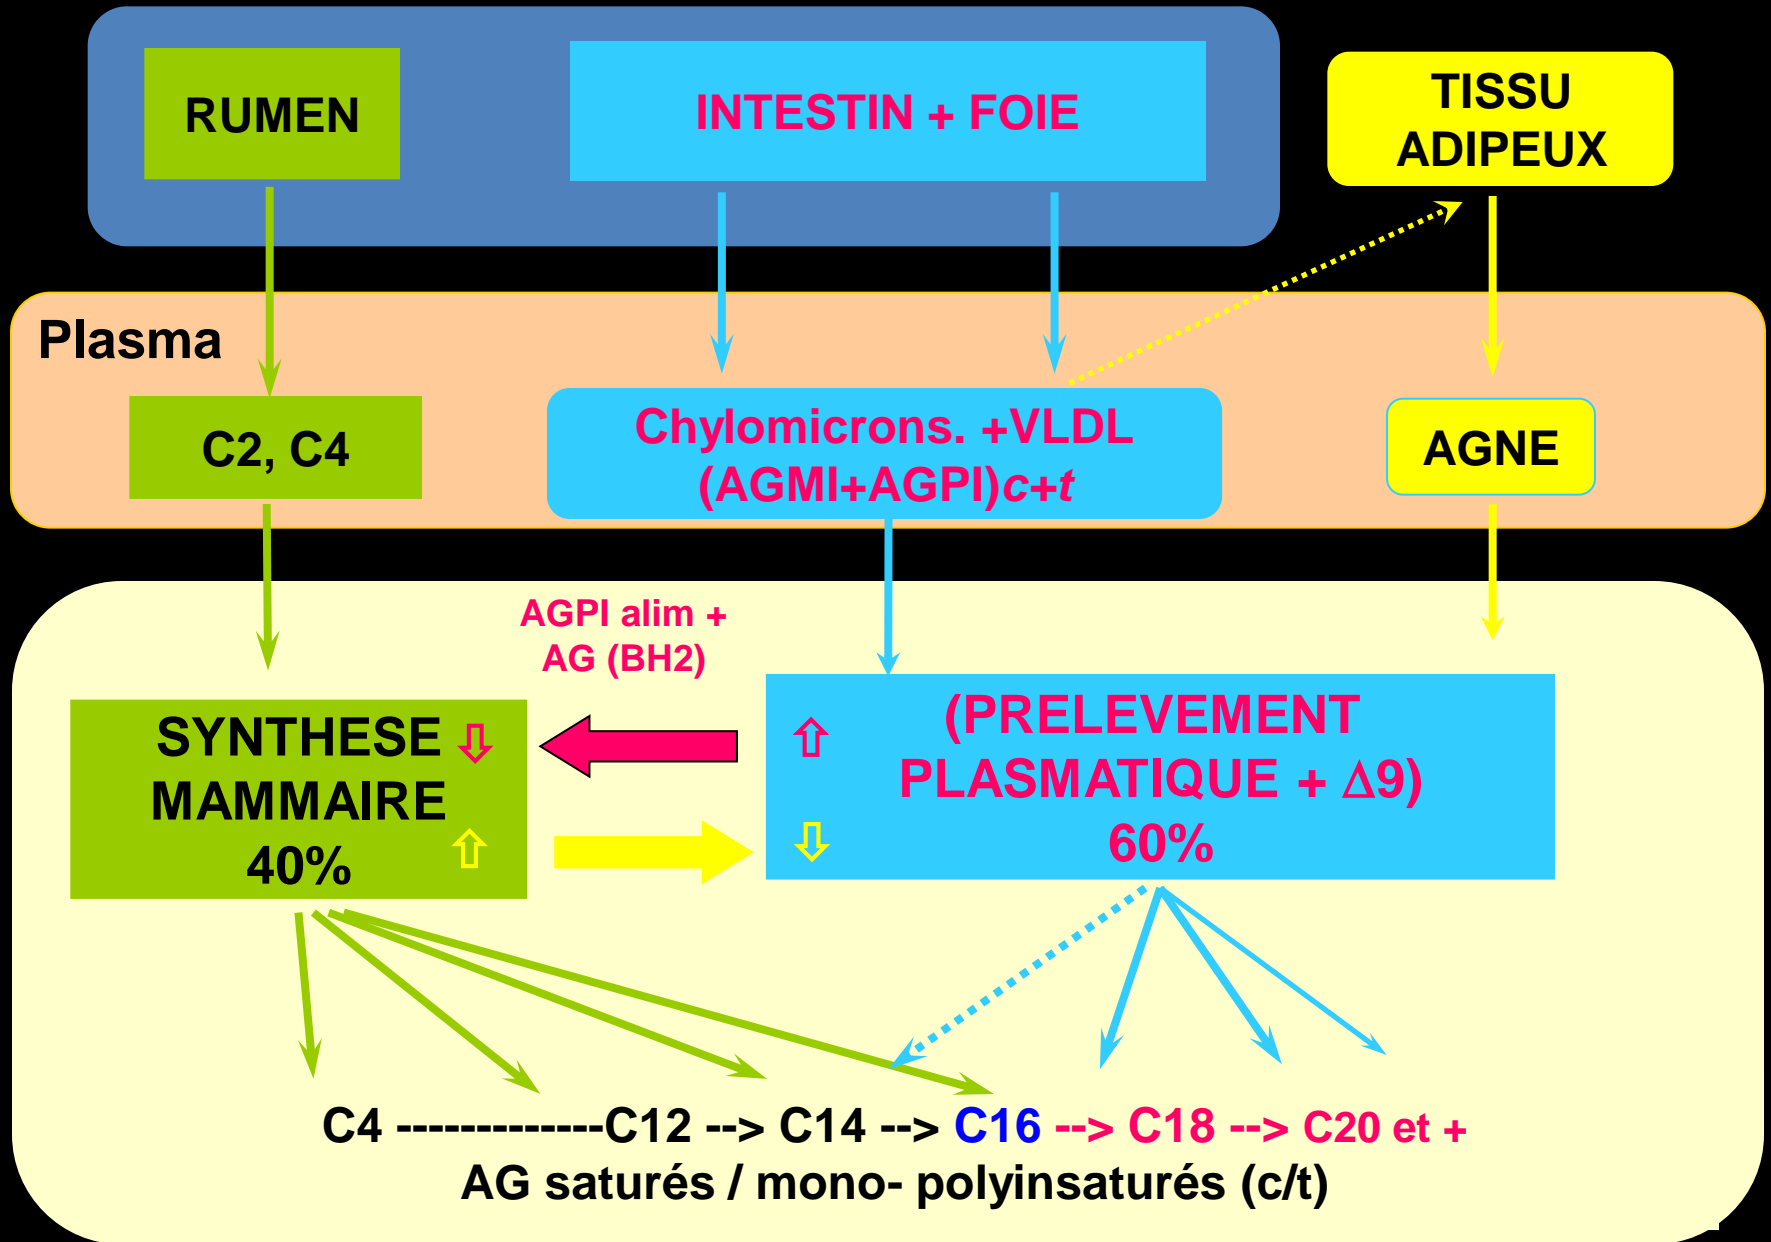 RUMEN
INTESTIN + FOIE
TISSU
ADIPEUX
Plasma
C2, C4
Chylomicrons. +VLDL
(AGMI+AGPI)c+t
AGNE
AGPI alim +
AG (BH2)
SYNTHESE
MAMMAIRE
40%
(PRELEVEMENT
PLASMATIQUE + Δ9)
60%
C4 -------------C12 --> C14 --> C16 --> C18 --> C20 et +
AG saturés / mono- polyinsaturés (c/t)